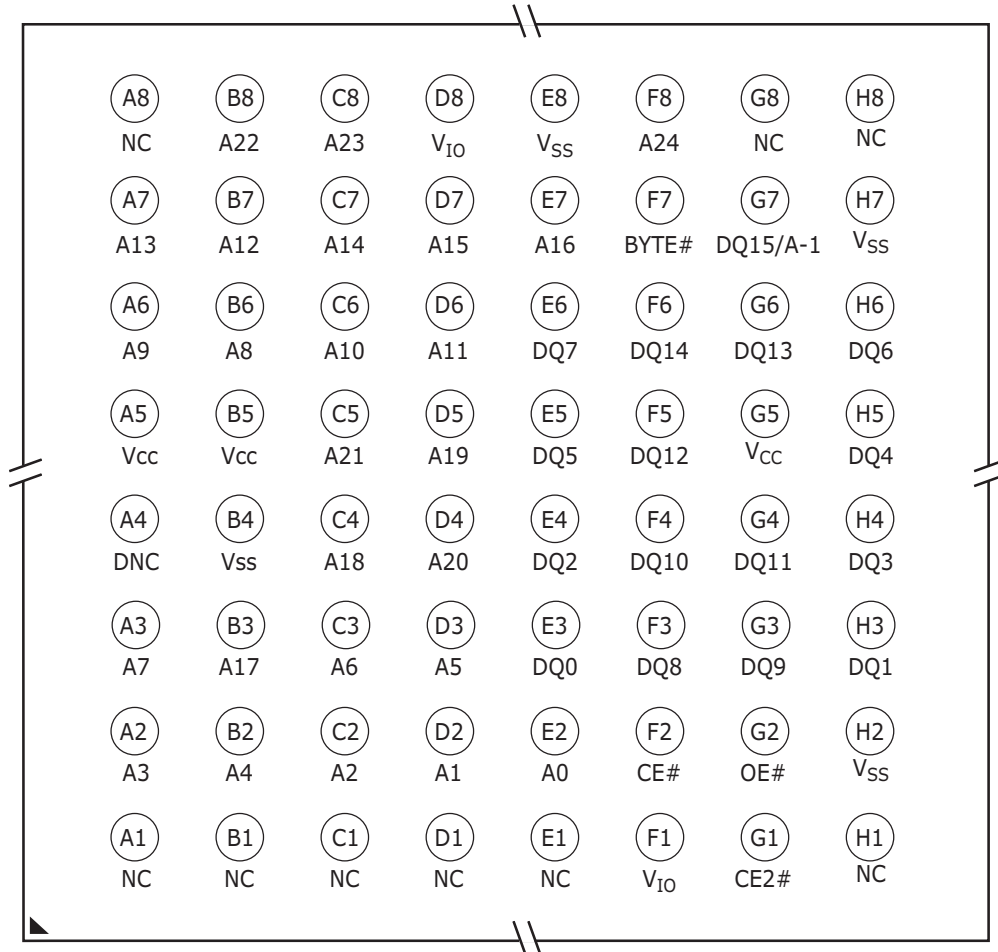 A8 B8 C8 D8 E8 F8 G8 H8
NC A22 A23 VIO VSS A24 NC NC
A7 B7 C7 D7 E7 F7 G7 H7
A13 A12 A14 A15 A16 BYTE# DQ15/A-1 VSS
A6 B6 C6 D6 E6 F6 G6 H6
A9 A8 A10 A11 DQ7 DQ14 DQ13 DQ6
A5 B5 C5 D5 E5 F5 G5 H5
Vcc Vcc A21 A19 DQ5 DQ12 VCC DQ4
A4 B4 C4 D4 E4 F4 G4 H4
DNC Vss A18 A20 DQ2 DQ10 DQ11 DQ3
A3 B3 C3 D3 E3 F3 G3 H3
A7 A17 A6 A5 DQ0 DQ8 DQ9 DQ1
A2 B2 C2 D2 E2 F2 G2 H2
A3 A4 A2 A1 A0 CE# OE# VSS
A1 B1 C1 D1 E1 F1 G1 H1
NC NC NC NC NC VIO CE2# NC